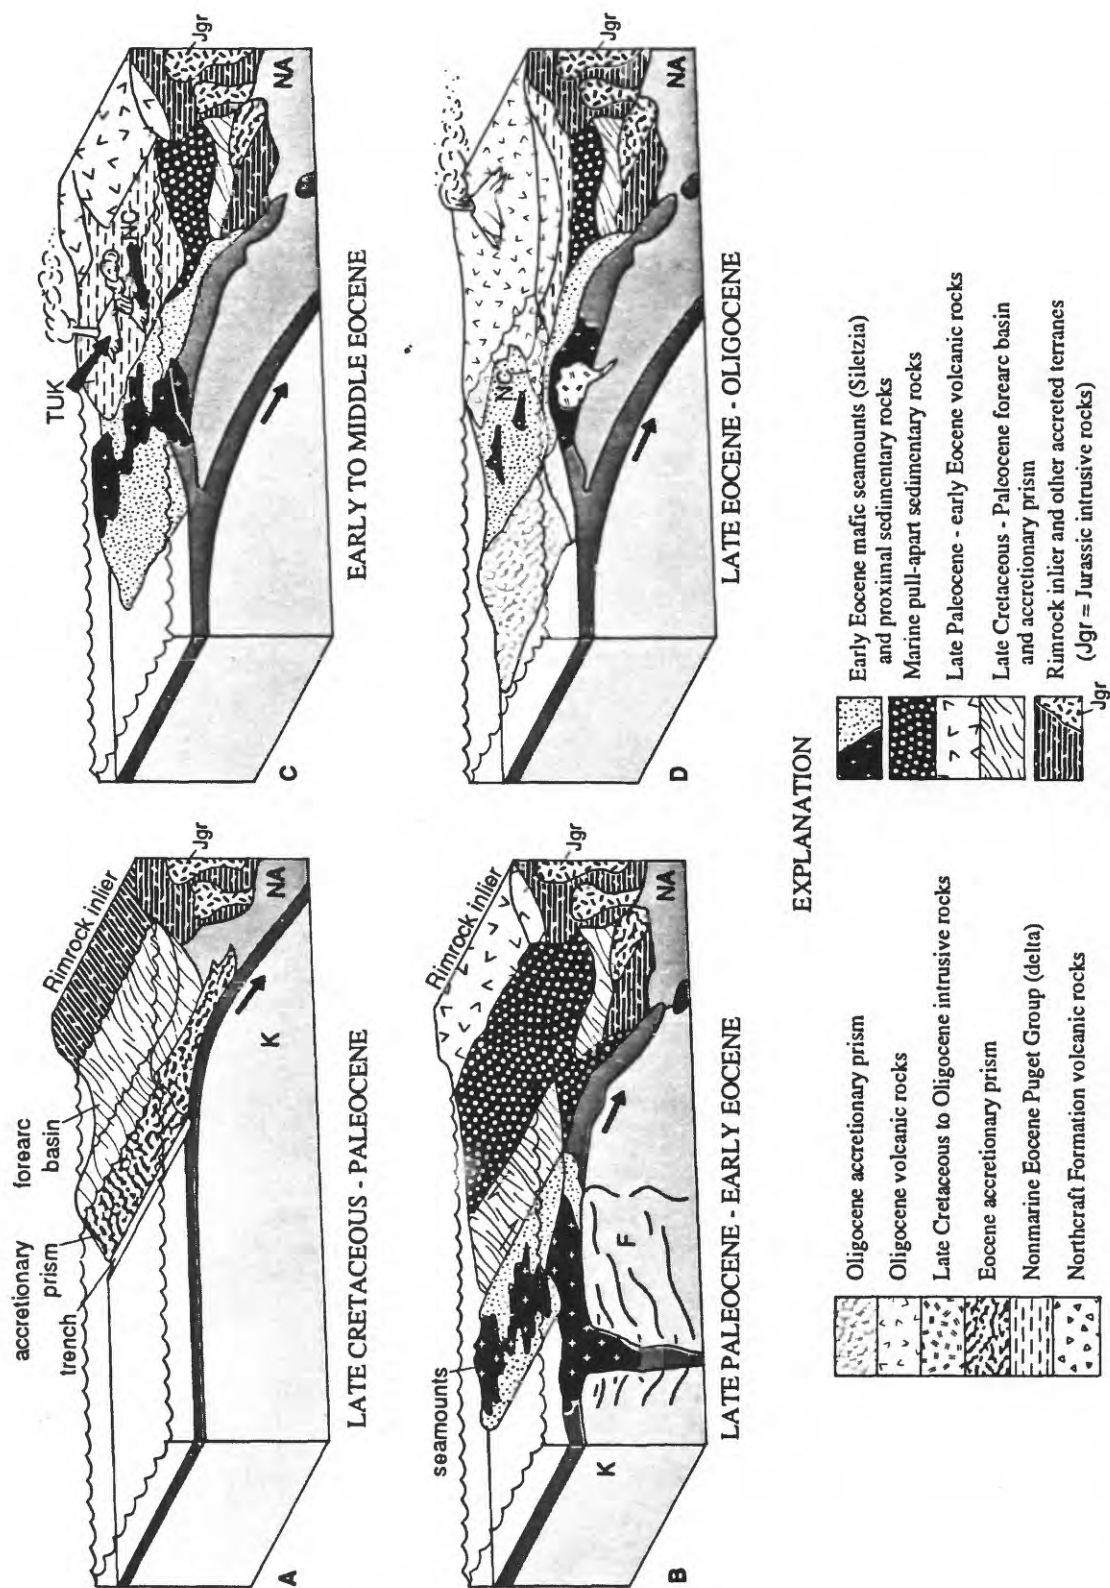 A
accretionary
prism
trench
forearc
basin
Rimrock inlier
Jgr
NA
K
LATE CRETACEOUS - PALEOCENE
B
seamounts
K
F
Rimrock inlier
Jgr
NA
LATE PALEOCENE - EARLY EOCENE
C
TUK
NC
Jgr
NA
EARLY TO MIDDLE EOCENE
D
NC
Jgr
NA
LATE EOCENE - OLIGOCENE
EXPLANATION
Oligocene accretionary prism
Oligocene volcanic rocks
Late Cretaceous to Oligocene intrusive rocks
Eocene accretionary prism
Nonmarine Eocene Puget Group (delta)
Northcraft Formation volcanic rocks
Early Eocene mafic seamounts (Siletzia)
and proximal sedimentary rocks
Marine pull-apart sedimentary rocks
Late Paleocene - early Eocene volcanic rocks
Late Cretaceous - Paleocene forearc basin
and accretionary prism
Rimrock inlier and other accreted terranes
(Jgr = Jurassic intrusive rocks)
Jgr